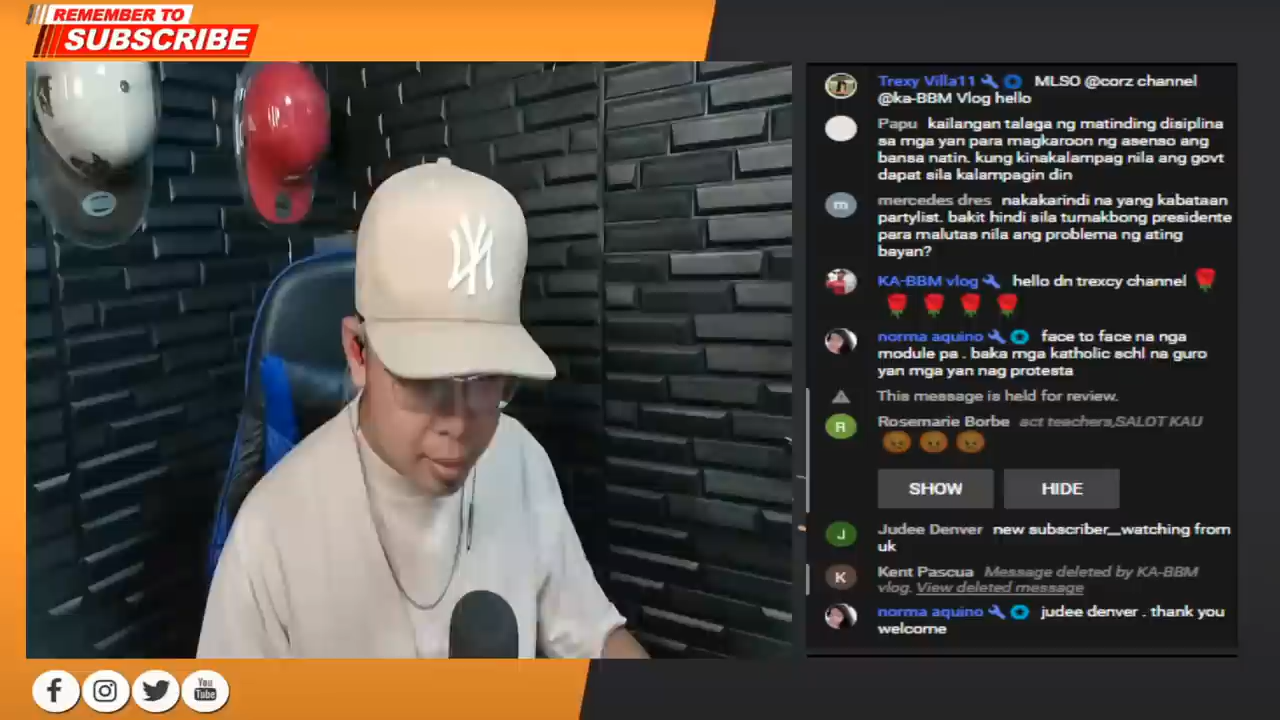 REMEMBER TO
SUBSCRIBE
NY
Trexy Villa11 MLSO @corz channel
@ka-BBM Vlog hello
Papu kailangan talaga ng matinding disiplina
sa mga yan para magkaroon ng asenso ang
bansa natin. kung kinakalampag nila ang govt
dapat sila kalampagin din
m
mercedes dres nakakarindi na yang kabataan
partylist. bakit hindi sila tumakbong presidente
para malutas nila ang problema ng ating
bayan?
KA-BBM vlog hello dn trexcy channel
norma aquino face to face na nga
module pa . baka mga katholic schl na guro
yan mga yan nag protesta
This message is held for review.
R
Rosemarie Borbe act teachers,SALOT KAU
SHOW HIDE
J
Judee Denver new subscriber__watching from
uk
K
Kent Pascua Message deleted by KA-BBM
vlog. View deleted message
norma aquino judee denver . thank you
welcome
You
Tube